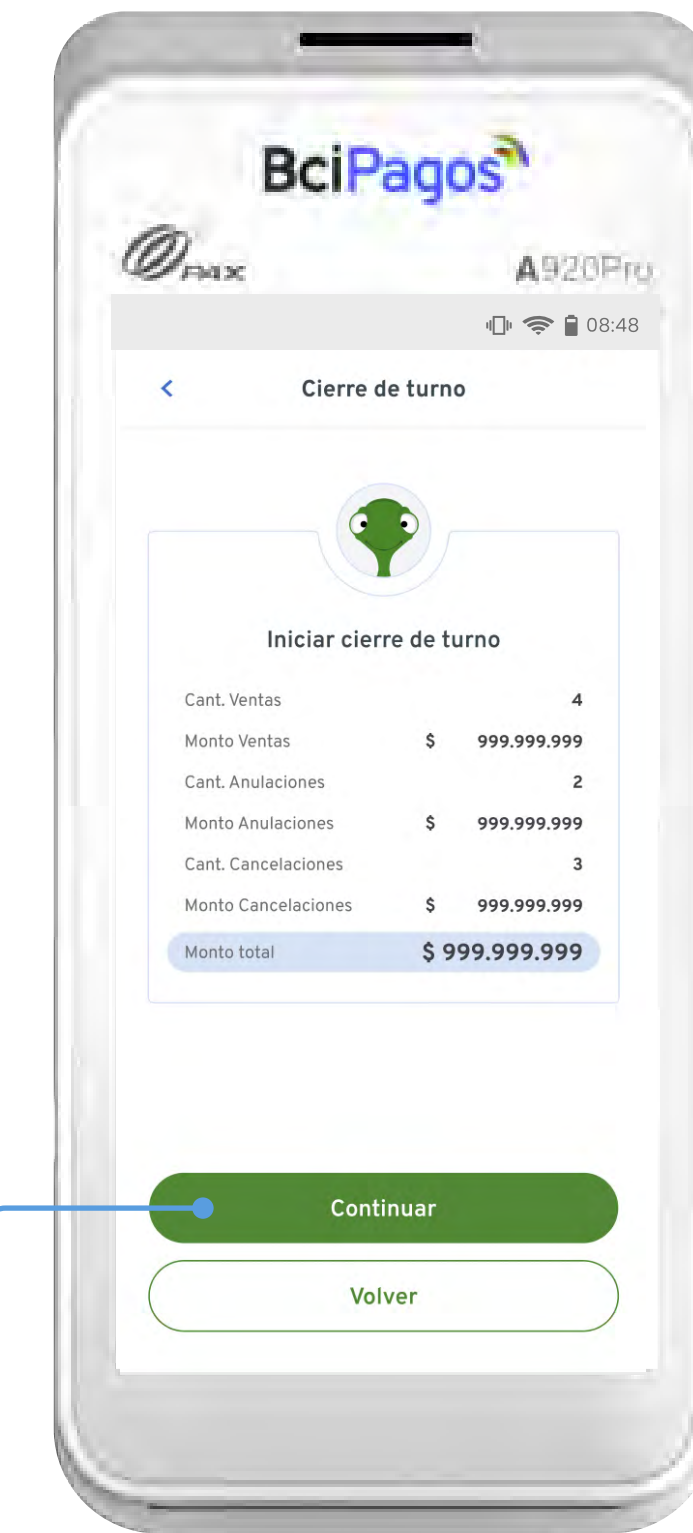 BciPagos
PAX
A920Pro
08:48
Cierre de turno
Iniciar cierre de turno
Cant. Ventas 4
Monto Ventas $ 999.999.999
Cant. Anulaciones 2
Monto Anulaciones $ 999.999.999
Cant. Cancelaciones 3
Monto Cancelaciones $ 999.999.999
Monto total $ 999.999.999
Continuar
Volver